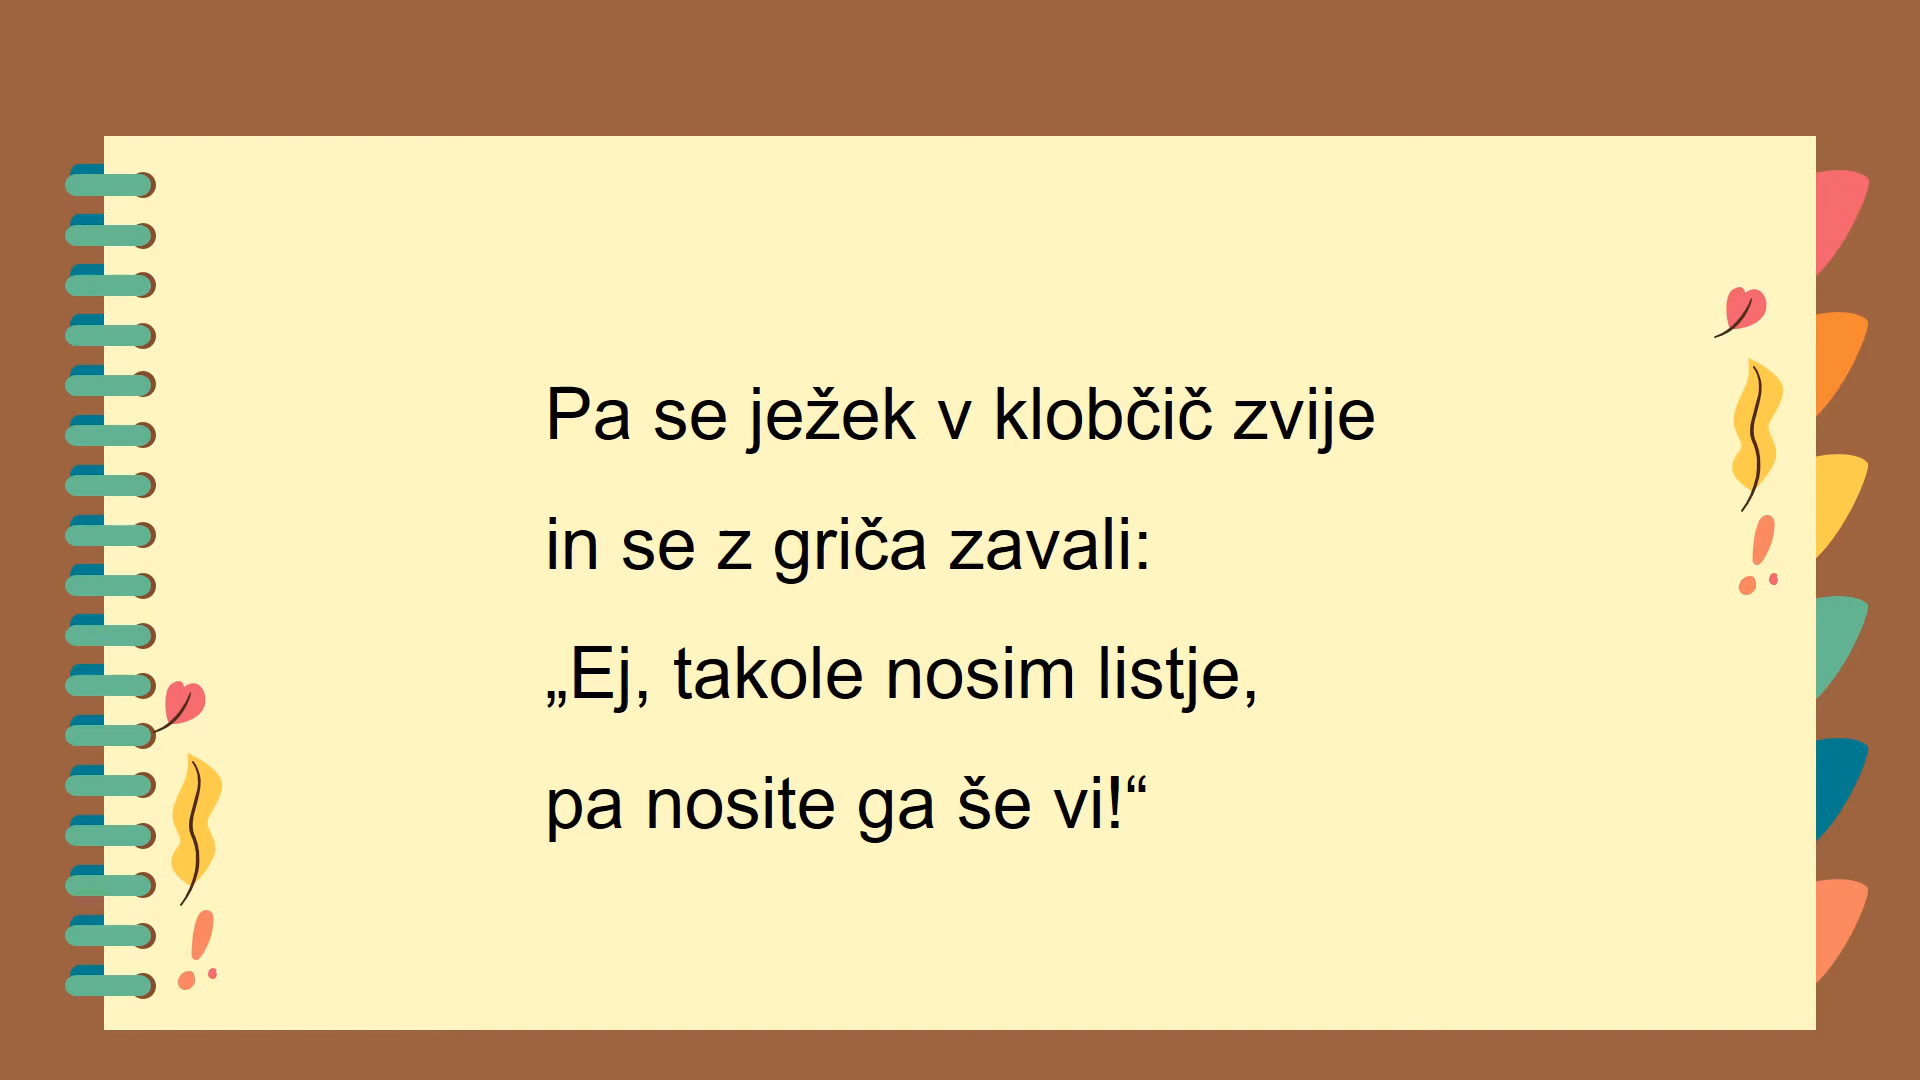 Pa se ježek v klobčič zvije
in se z griča zavali:
„Ej, takole nosim listje,
pa nosite ga še vi!“